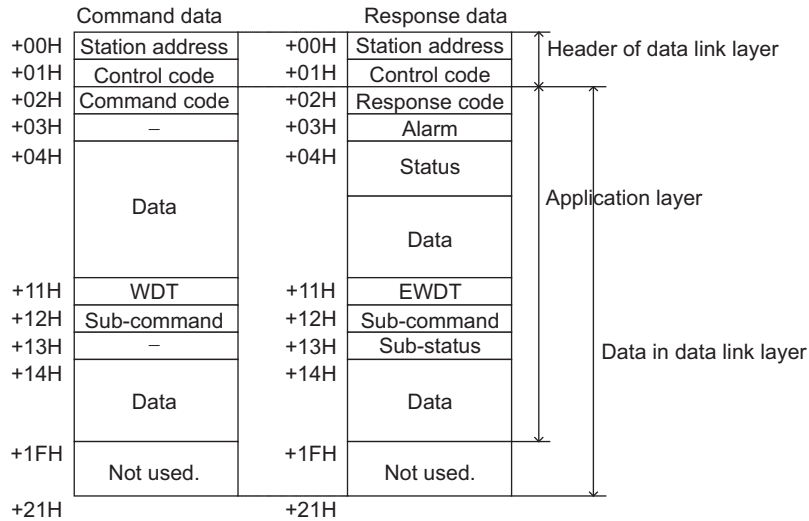 Command data Response data
+00H Station address +00H Station address
Header of data link layer
+01H Control code +01H Control code
+02H Command code +02H Response code
+03H – +03H Alarm
+04H +04H Status
Application layer
Data Data
+11H WDT +11H EWDT
+12H Sub-command +12H Sub-command
+13H – +13H Sub-status
Data in data link layer
+14H +14H
Data Data
+1FH +1FH
Not used. Not used.
+21H +21H